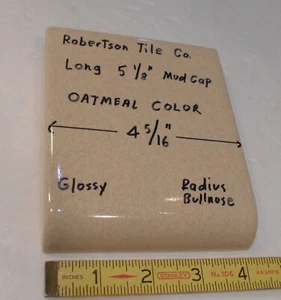 Robertson Tile Co.
Long 5 1/8" Mud Cap
OATMEAL COLOR
4 5/16"
Glossy Radius
Bullnose
INCHES 1 2 STANLEY 3 No. 106 4